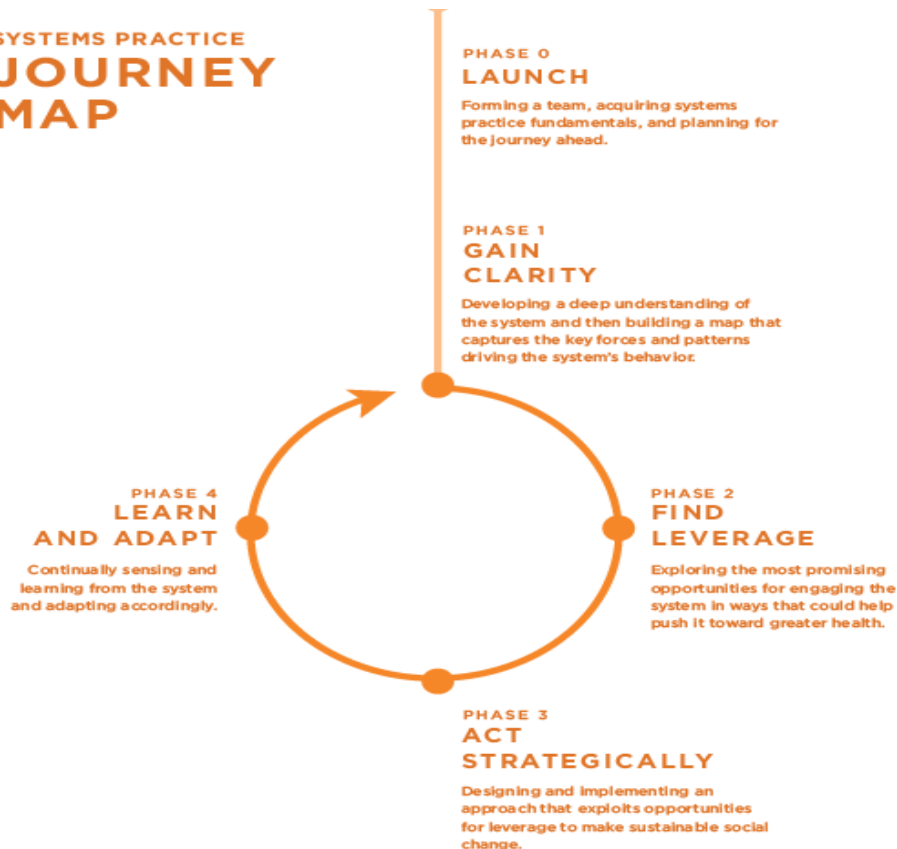 SYSTEMS PRACTICE
JOURNEY
MAP
PHASE 0
LAUNCH
Forming a team, acquiring systems
practice fundamentals, and planning for
the journey ahead.
PHASE 1
GAIN
CLARITY
Developing a deep understanding of
the system and then building a map that
captures the key forces and patterns
driving the system's behavior.
PHASE 2
FIND
LEVERAGE
Exploring the most promising
opportunities for engaging the
system in ways that could help
push it toward greater health.
PHASE 3
ACT
STRATEGICALLY
Designing and implementing an
approach that exploits opportunities
for leverage to make sustainable social
change.
PHASE 4
LEARN
AND ADAPT
Continually sensing and
learning from the system
and adapting accordingly.